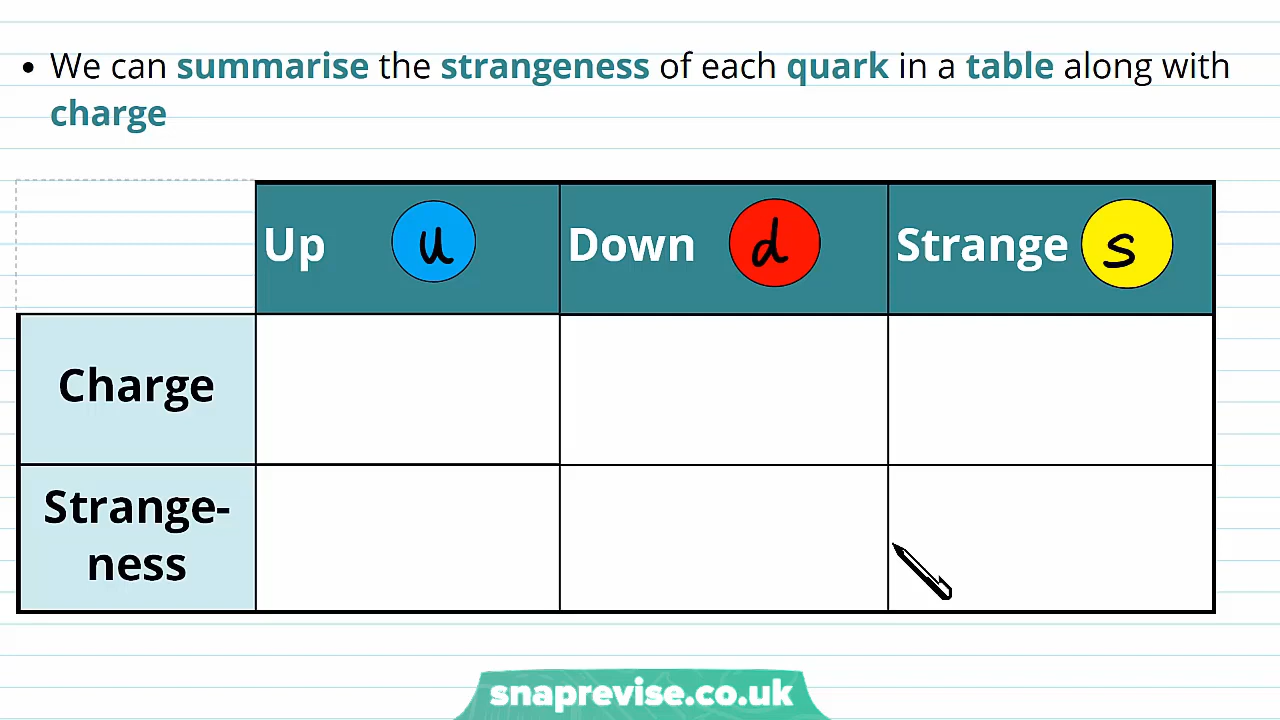 • We can summarise the strangeness of each quark in a table along with
charge
Up u Down d Strange s
Charge
Strange-
ness
snaprevise.co.uk